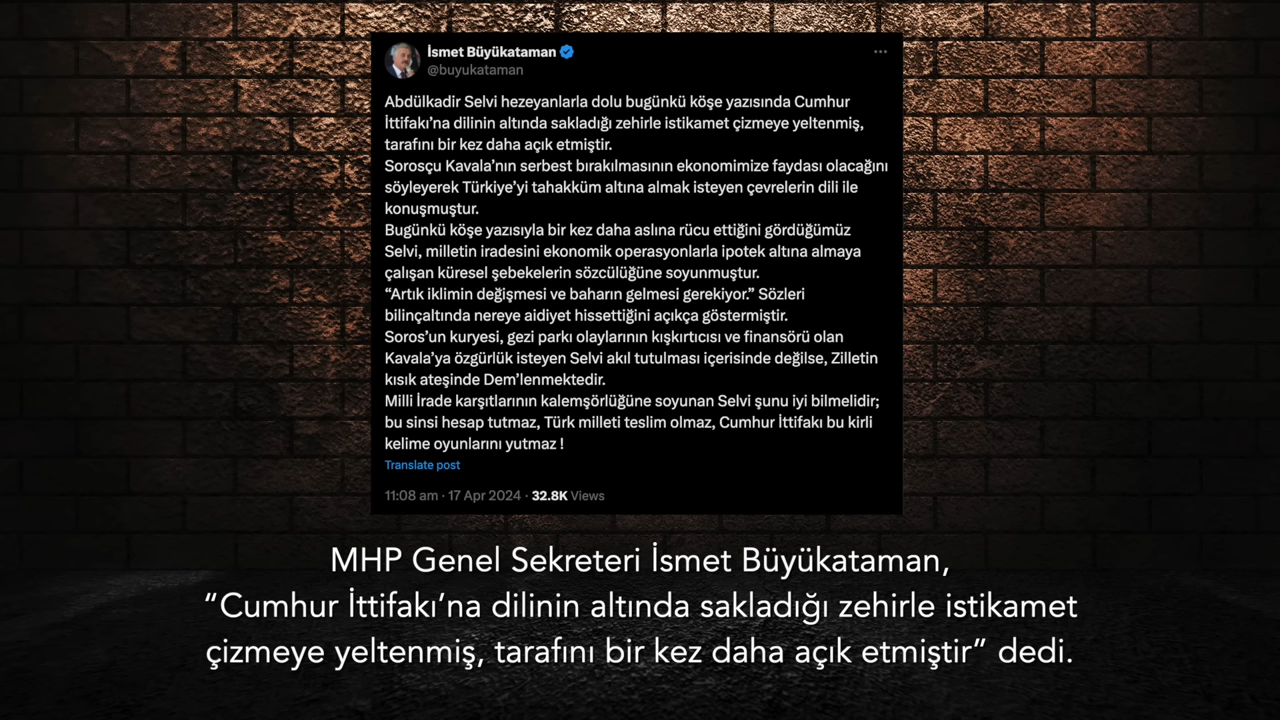 İsmet Büyükataman
@buyukataman
Abdülkadir Selvi hezeyanlarla dolu bugünkü köşe yazısında Cumhur
İttifakı’na dilinin altında sakladığı zehirle istikamet çizmeye yeltenmiş,
tarafını bir kez daha açık etmiştir.
Sorosçu Kavala’nın serbest bırakılmasının ekonomimize faydası olacağını
söyleyerek Türkiye’yi tahakküm altına almak isteyen çevrelerin dili ile
konuşmuştur.
Bugünkü köşe yazısıyla bir kez daha aslına rücu ettiğini gördüğümüz
Selvi, milletin iradesini ekonomik operasyonlarla ipotek altına almaya
çalışan küresel şebekelerin sözcülüğüne soyunmuştur.
“Artık iklimin değişmesi ve baharın gelmesi gerekiyor.” Sözleri
bilinçaltında nereye aidiyet hissettiğini açıkça göstermiştir.
Soros’un kuryesi, gezi parkı olaylarının kışkırtıcısı ve finansörü olan
Kavala’ya özgürlük isteyen Selvi akıl tutulması içerisinde değilse, Zilletin
kısık ateşinde Dem’lenmektedir.
Milli İrade karşıtlarının kalemşörlüğüne soyunan Selvi şunu iyi bilmelidir;
bu sinsi hesap tutmaz, Türk milleti teslim olmaz, Cumhur İttifakı bu kirli
kelime oyunlarını yutmaz !
Translate post
11:08 am · 17 Apr 2024 · 32.8K Views
MHP Genel Sekreteri İsmet Büyükataman,
“Cumhur İttifakı’na dilinin altında sakladığı zehirle istikamet
çizmeye yeltenmiş, tarafını bir kez daha açık etmiştir” dedi.